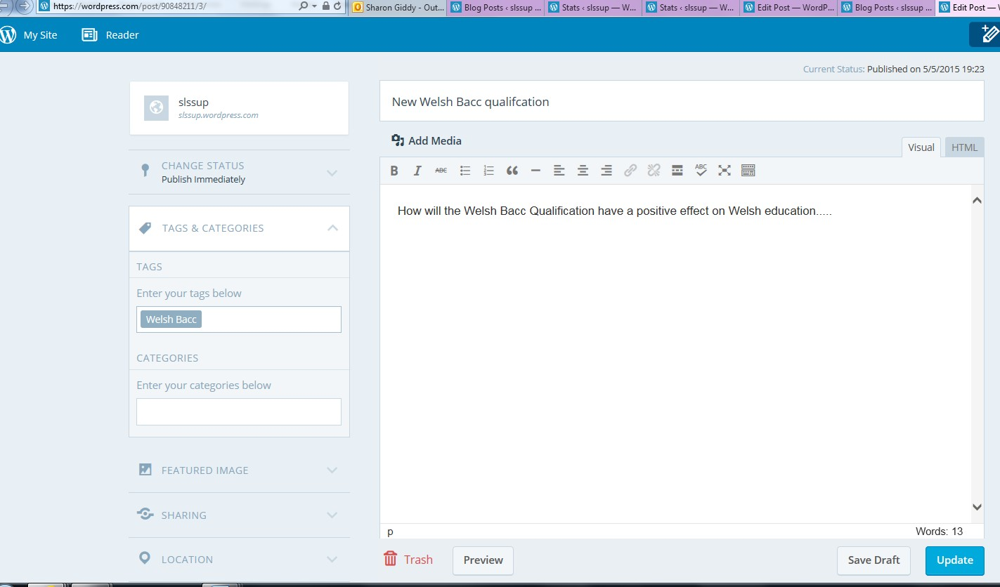 https://wordpress.com/post/90848211/3/
Sharon Giddy - Out...
Blog Posts ‹ slssup ...
Stats ‹ slssup — W...
Stats ‹ slssup — W...
Edit Post — WordP...
Blog Posts ‹ slssup ...
Edit Post — W
My Site
Reader
Current Status: Published on 5/5/2015 19:23
slssup
slssup.wordpress.com
CHANGE STATUS
Publish Immediately
TAGS & CATEGORIES
TAGS
Enter your tags below
Welsh Bacc
CATEGORIES
Enter your categories below
FEATURED IMAGE
SHARING
LOCATION
New Welsh Bacc qualifcation
Add Media
Visual
HTML
B I ABC ABC
How will the Welsh Bacc Qualification have a positive effect on Welsh education.....
p
Words: 13
Trash
Preview
Save Draft
Update